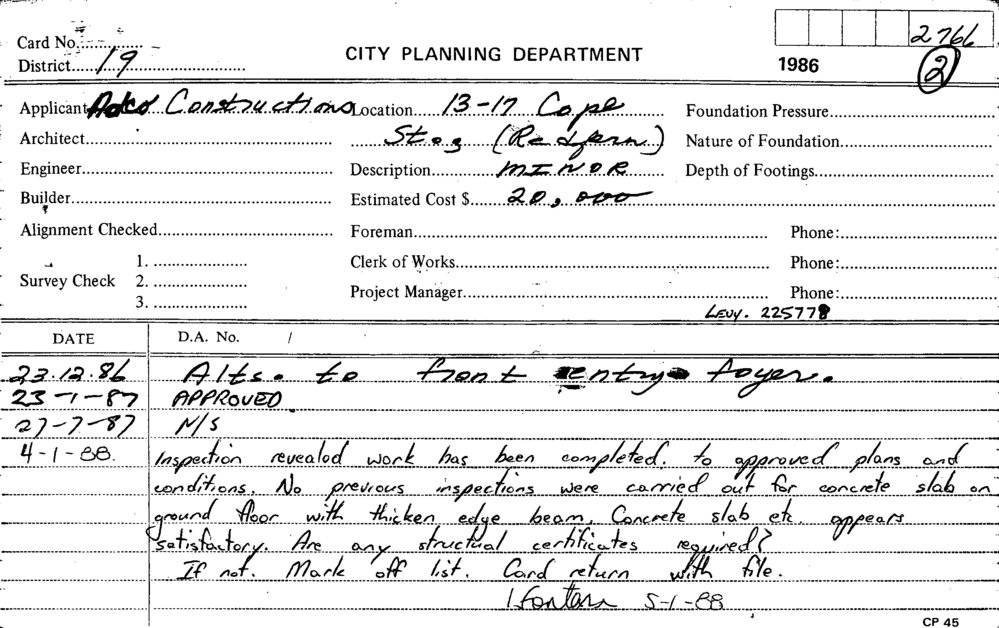 Card No.
2766
District 19
CITY PLANNING DEPARTMENT
1986
2
Applicant Adco Constructions Location 13-17 Cope Foundation Pressure
Architect Sts (Redfern) Nature of Foundation
Engineer Description MINOR Depth of Footings
Builder Estimated Cost $ 20,000
Alignment Checked Foreman Phone:
1. Clerk of Works Phone:
Survey Check 2.
3. Project Manager Phone:
LEVY. 225778
DATE D.A. No. /
23.12.86 Alts. to front entry foyer.
23-1-87 APPROVED
27-7-87 N/S
4-1-88. Inspection revealed work has been completed. to approved plans and
conditions. No previous inspections were carried out for concrete slab on
ground floor with thicken edge beam. Concrete slab etc. appears
satisfactory. Are any structual certificates required?
If not. Mark off list. Card return with file.
5-1-88
CP 45